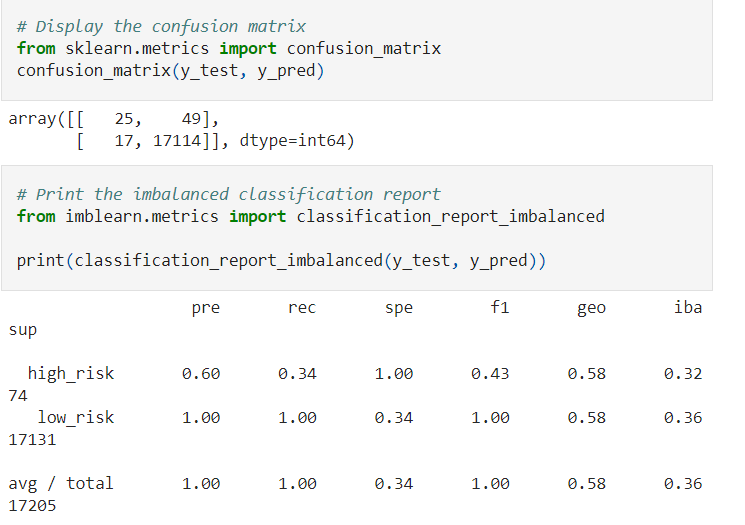 # Display the confusion matrix
from sklearn.metrics import confusion_matrix
confusion_matrix(y_test, y_pred)
array([[   25,    49],
       [   17, 17114]], dtype=int64)
# Print the imbalanced classification report
from imblearn.metrics import classification_report_imbalanced
print(classification_report_imbalanced(y_test, y_pred))
                   pre       rec       spe        f1       geo       iba
sup
  high_risk       0.60      0.34      1.00      0.43      0.58      0.32
74
   low_risk       1.00      1.00      0.34      1.00      0.58      0.36
17131
avg / total       1.00      1.00      0.34      1.00      0.58      0.36
17205